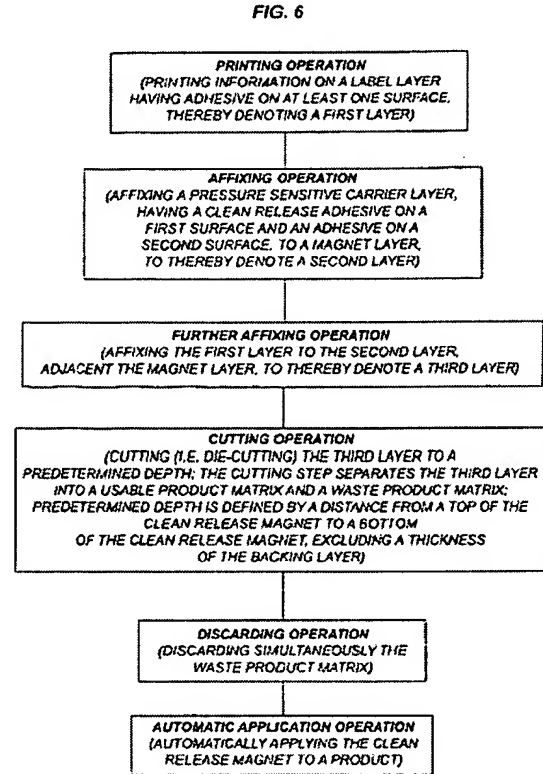 FIG. 6
PRINTING OPERATION
(PRINTING INFORMATION ON A LABEL LAYER
HAVING ADHESIVE ON AT LEAST ONE SURFACE,
THEREBY DENOTING A FIRST LAYER)
AFFIXING OPERATION
(AFFIXING A PRESSURE SENSITIVE CARRIER LAYER,
HAVING A CLEAN RELEASE ADHESIVE ON A
FIRST SURFACE AND AN ADHESIVE ON A
SECOND SURFACE, TO A MAGNET LAYER,
TO THEREBY DENOTE A SECOND LAYER)
FURTHER AFFIXING OPERATION
(AFFIXING THE FIRST LAYER TO THE SECOND LAYER,
ADJACENT THE MAGNET LAYER, TO THEREBY DENOTE A THIRD LAYER)
CUTTING OPERATION
(CUTTING (I.E. DIE-CUTTING) THE THIRD LAYER TO A
PREDETERMINED DEPTH; THE CUTTING STEP SEPARATES THE THIRD LAYER
INTO A USABLE PRODUCT MATRIX AND A WASTE PRODUCT MATRIX;
PREDETERMINED DEPTH IS DEFINED BY A DISTANCE FROM A TOP OF THE
CLEAN RELEASE MAGNET TO A BOTTOM
OF THE CLEAN RELEASE MAGNET, EXCLUDING A THICKNESS
OF THE BACKING LAYER)
DISCARDING OPERATION
(DISCARDING SIMULTANEOUSLY THE
WASTE PRODUCT MATRIX)
AUTOMATIC APPLICATION OPERATION
(AUTOMATICALLY APPLYING THE CLEAN
RELEASE MAGNET TO A PRODUCT)